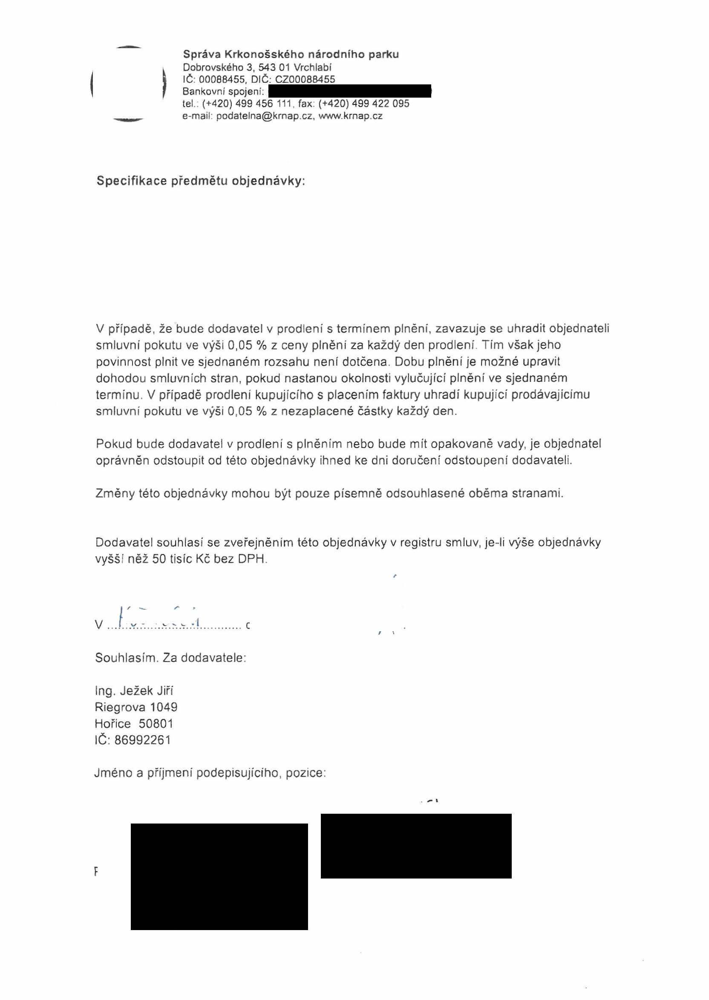 Správa Krkonošského národního parku
Dobrovského 3, 543 01 Vrchlabí
IČ: 00088455, DIČ: CZ00088455
Bankovní spojení:
tel.: (+420) 499 456 111, fax: (+420) 499 422 095
e-mail: podatelna@krnap.cz, www.krnap.cz
Specifikace předmětu objednávky:
V případě, že bude dodavatel v prodlení s termínem plnění, zavazuje se uhradit objednateli
smluvní pokutu ve výši 0,05 % z ceny plnění za každý den prodlení. Tím však jeho
povinnost plnit ve sjednaném rozsahu není dotčena. Dobu plnění je možné upravit
dohodou smluvních stran, pokud nastanou okolnosti vylučující plnění ve sjednaném
termínu. V případě prodlení kupujícího s placením faktury uhradí kupující prodávajícímu
smluvní pokutu ve výši 0,05 % z nezaplacené částky každý den.
Pokud bude dodavatel v prodlení s plněním nebo bude mít opakovaně vady, je objednatel
oprávněn odstoupit od této objednávky ihned ke dni doručení odstoupení dodavateli.
Změny této objednávky mohou být pouze písemně odsouhlasené oběma stranami.
Dodavatel souhlasí se zveřejněním této objednávky v registru smluv, je-li výše objednávky
vyšší něž 50 tisíc Kč bez DPH.
V
Souhlasím. Za dodavatele:
Ing. Ježek Jiří
Riegrova 1049
Hořice  50801
IČ: 86992261
Jméno a příjmení podepisujícího, pozice: